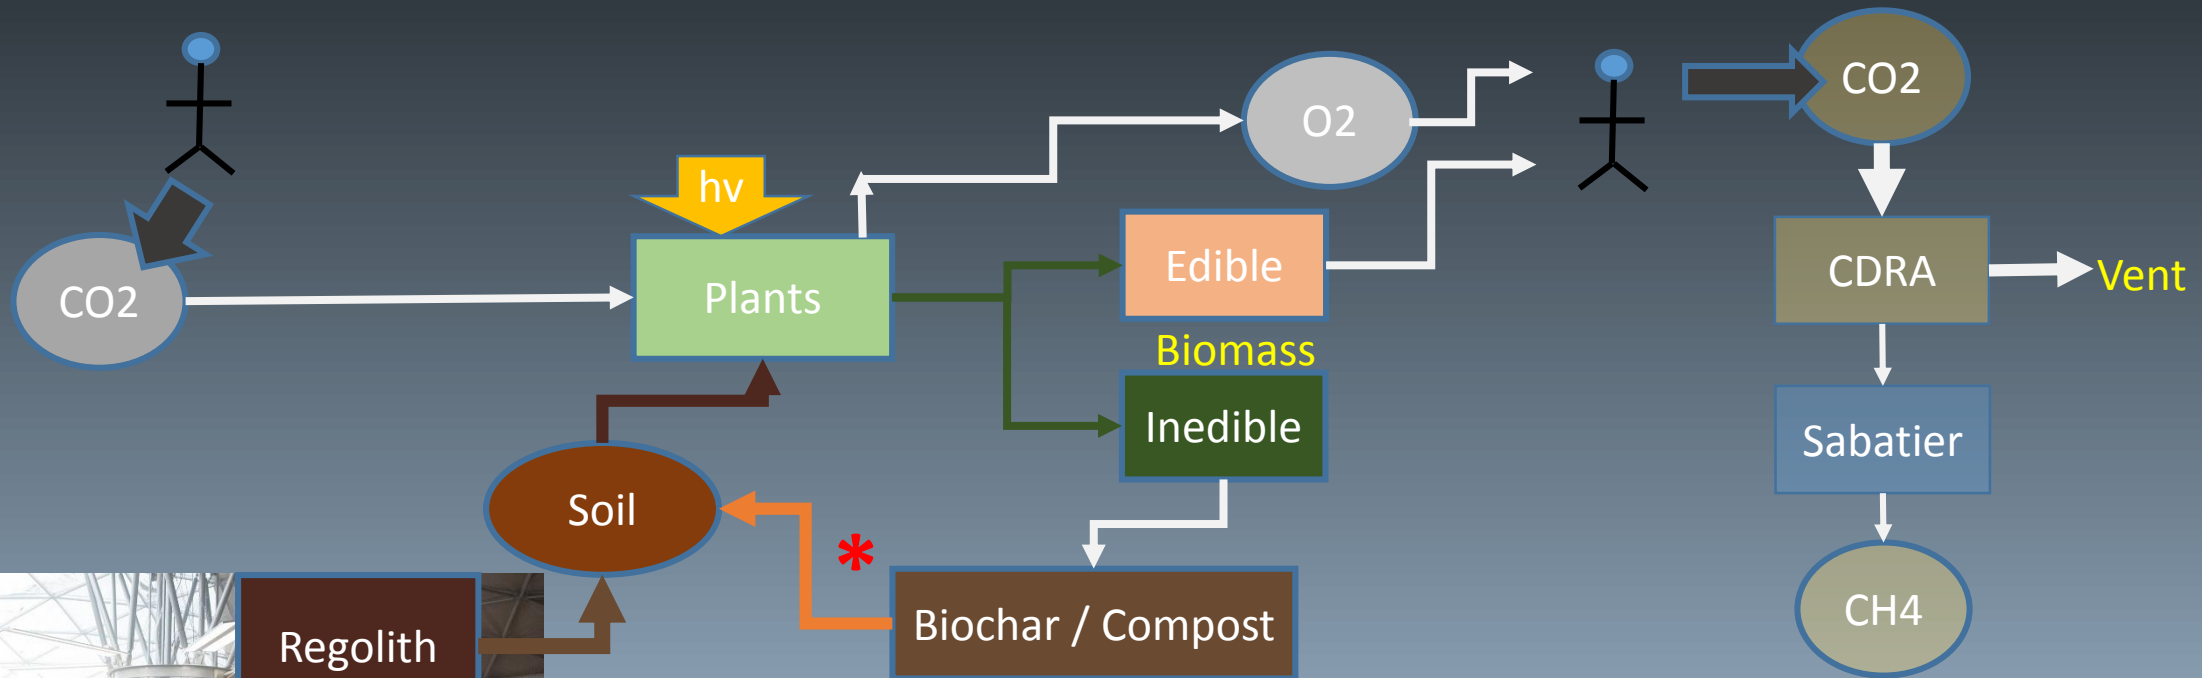 CO2
hv
Plants
O2
Edible
Biomass
Inedible
Soil
*
Regolith
Biochar / Compost
CO2
CDRA
Vent
Sabatier
CH4